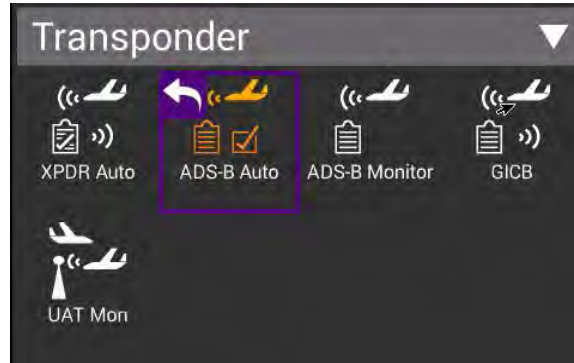 Transponder
XPDR Auto
ADS-B Auto
ADS-B Monitor
GICB
UAT Mon